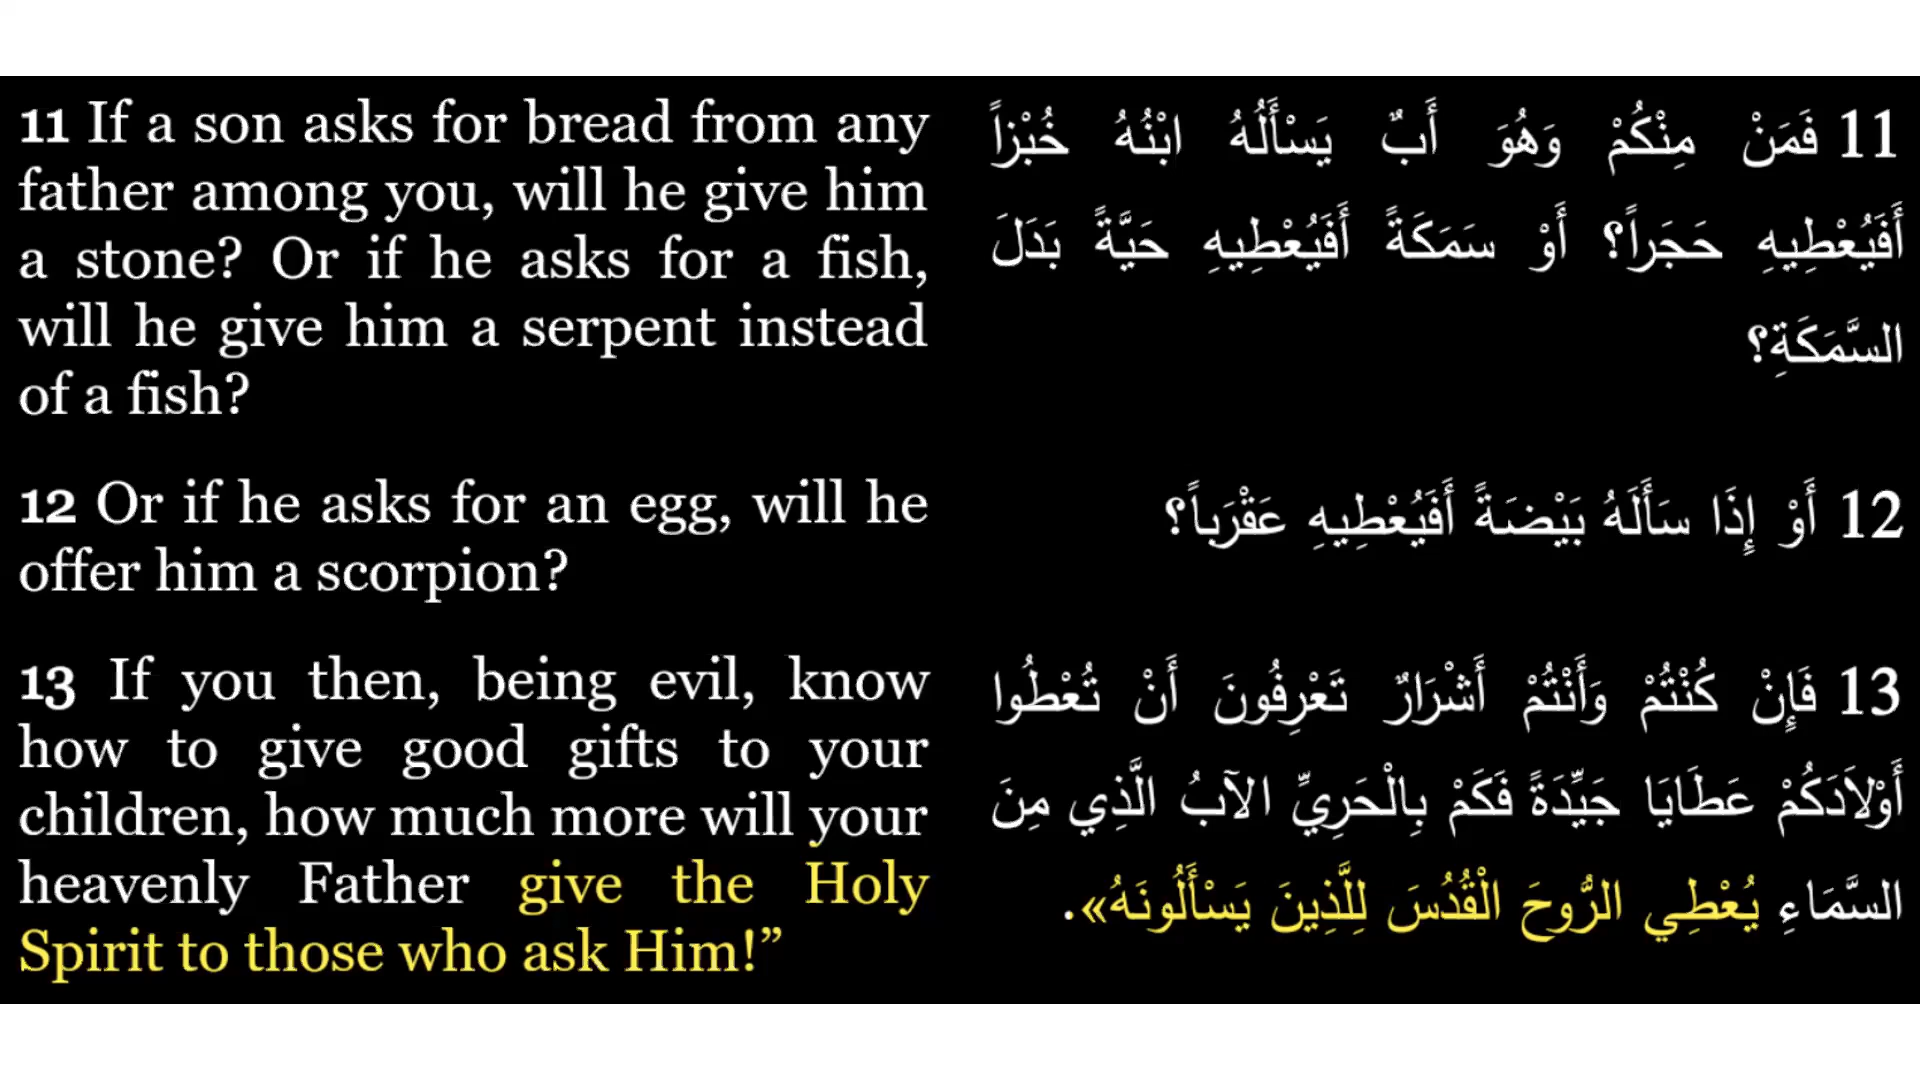 11 If a son asks for bread from any
father among you, will he give him
a stone? Or if he asks for a fish,
will he give him a serpent instead
of a fish?
12 Or if he asks for an egg, will he
offer him a scorpion?
13 If you then, being evil, know
how to give good gifts to your
children, how much more will your
heavenly Father give the Holy
Spirit to those who ask Him!”
11 فَمَنْ مِنْكُمْ وَهُوَ أَبٌ يَسْأَلُهُ ابْنُهُ خُبْزاً
أَفَيُعْطِيهِ حَجَراً؟ أَوْ سَمَكَةً أَفَيُعْطِيهِ حَيَّةً بَدَلَ
السَّمَكَةِ؟
12 أَوْ إِذَا سَأَلَهُ بَيْضَةً أَفَيُعْطِيهِ عَقْرَباً؟
13 فَإِنْ كُنْتُمْ وَأَنْتُمْ أَشْرَارٌ تَعْرِفُونَ أَنْ تُعْطُوا
أَوْلاَدَكُمْ عَطَايَا جَيِّدَةً فَكَمْ بِالْحَرِيِّ الآبُ الَّذِي مِنَ
السَّمَاءِ يُعْطِي الرُّوحَ الْقُدُسَ لِلَّذِينَ يَسْأَلُونَهُ».